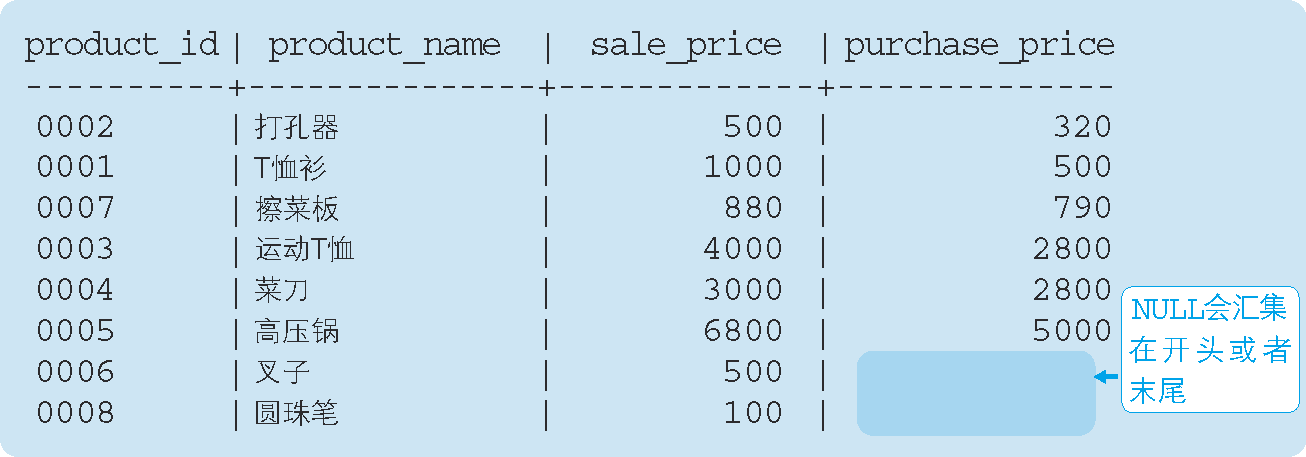 product_id | product_name | sale_price | purchase_price
----------+---------------+-------------+--------------
0002 | 打孔器 | 500 | 320
0001 | T恤衫 | 1000 | 500
0007 | 擦菜板 | 880 | 790
0003 | 运动T恤 | 4000 | 2800
0004 | 菜刀 | 3000 | 2800
0005 | 高压锅 | 6800 | 5000
0006 | 叉子 | 500 |
0008 | 圆珠笔 | 100 |
NULL会汇集
在开头或者
末尾